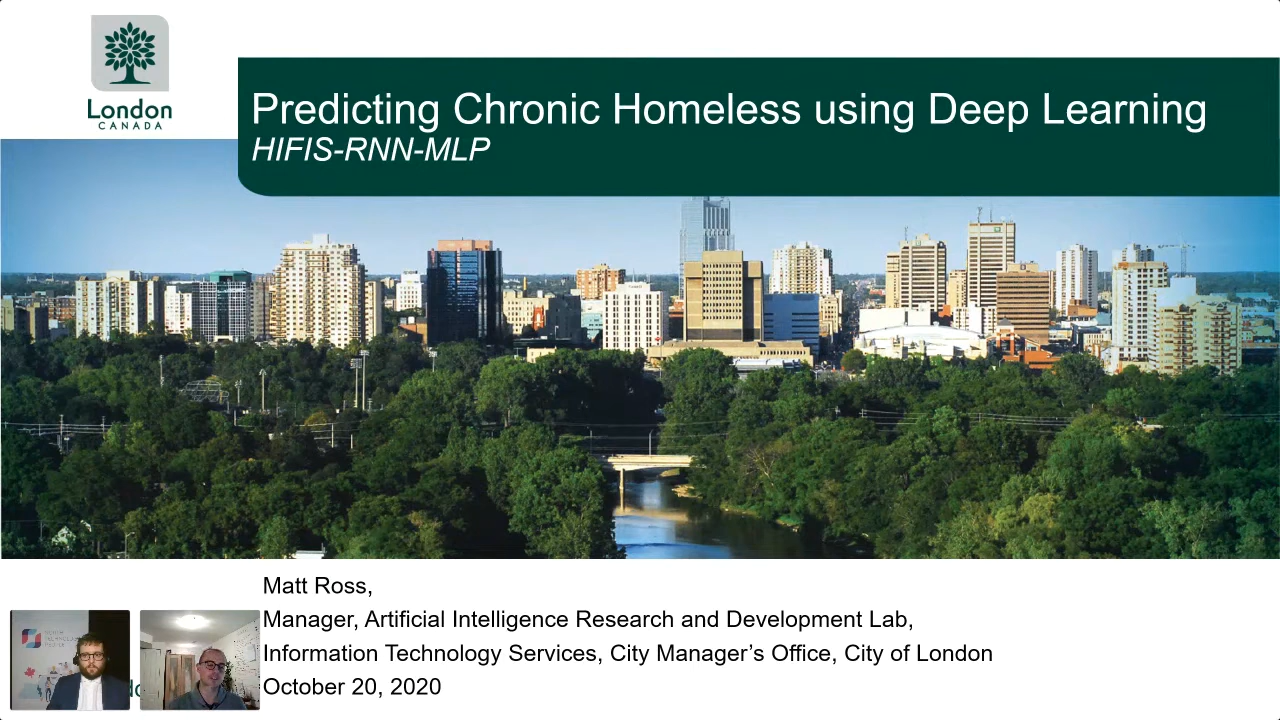 London
CANADA
Predicting Chronic Homeless using Deep Learning
HIFIS-RNN-MLP
Matt Ross,
Manager, Artificial Intelligence Research and Development Lab,
Information Technology Services, City Manager’s Office, City of London
October 20, 2020